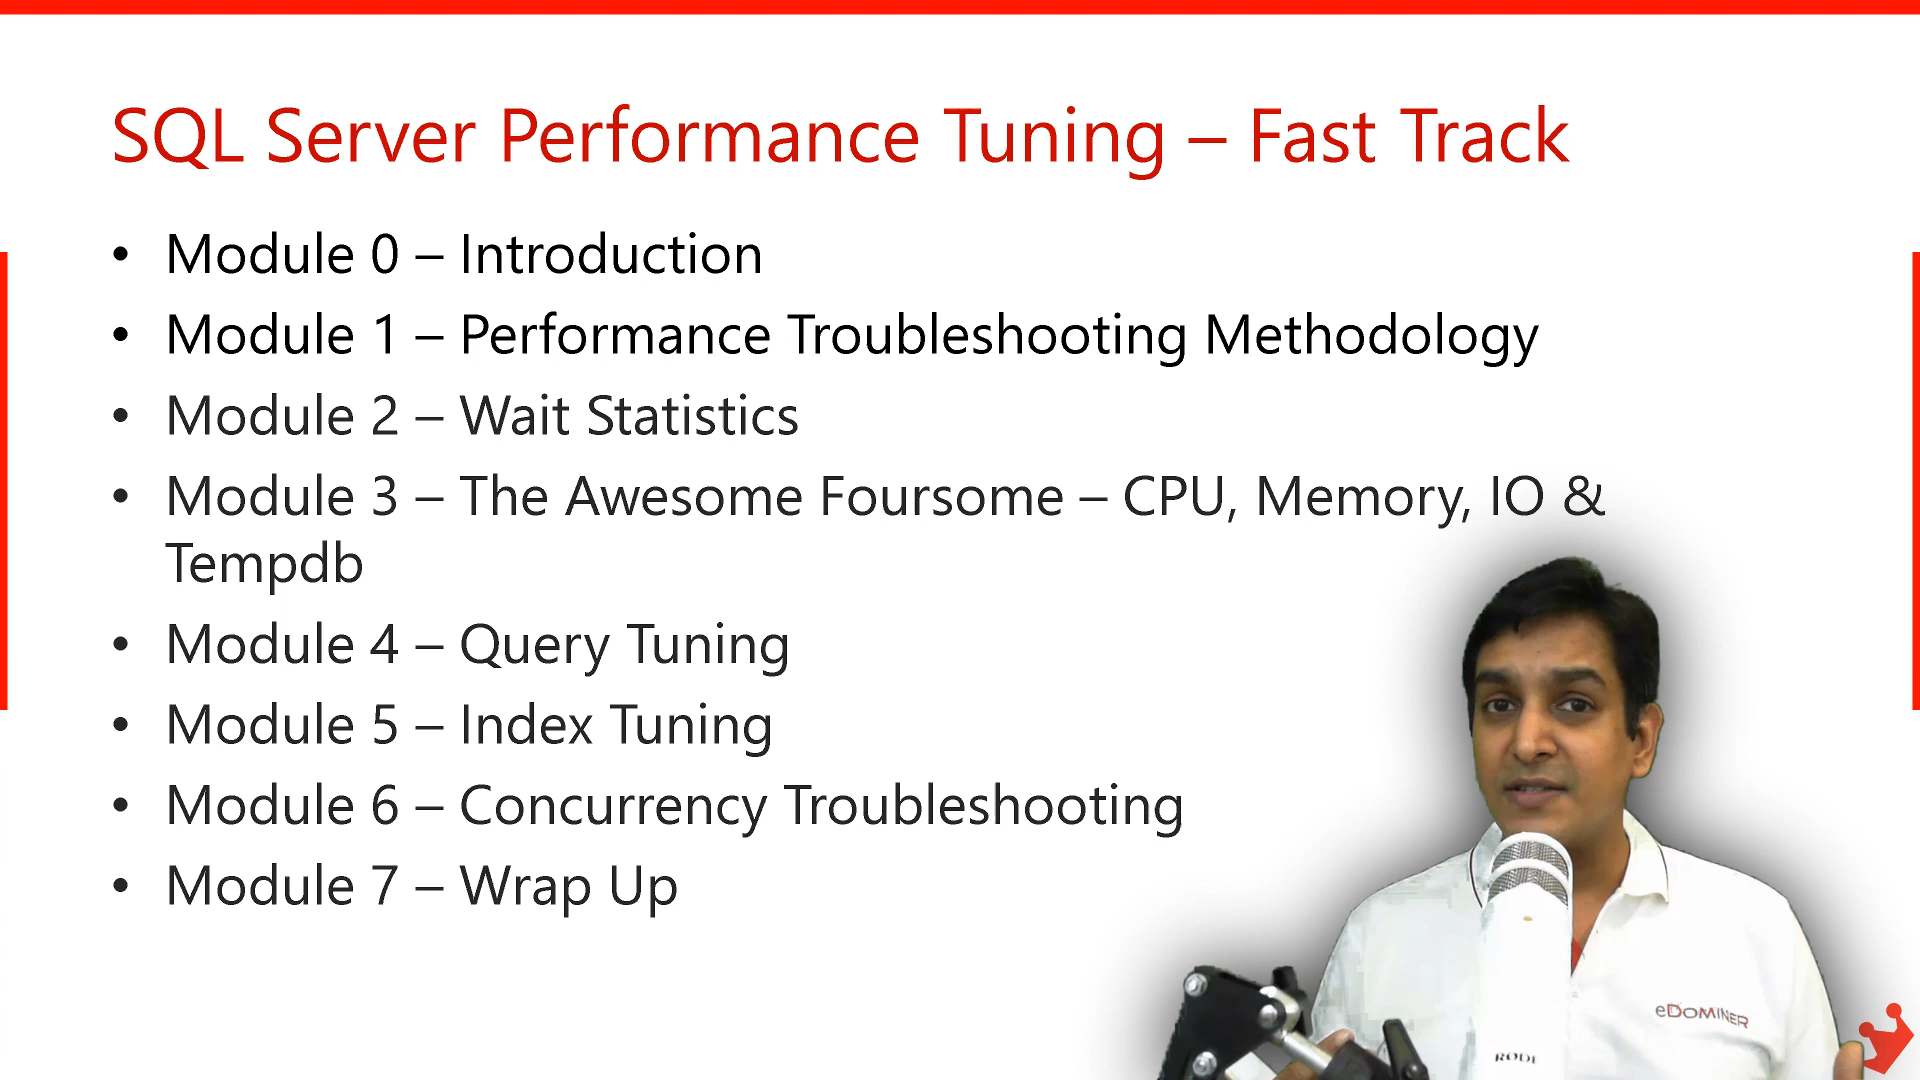 SQL Server Performance Tuning – Fast Track
• Module 0 – Introduction
• Module 1 – Performance Troubleshooting Methodology
• Module 2 – Wait Statistics
• Module 3 – The Awesome Foursome – CPU, Memory, IO &
Tempdb
• Module 4 – Query Tuning
• Module 5 – Index Tuning
• Module 6 – Concurrency Troubleshooting
• Module 7 – Wrap Up
eDOMINER
RODE